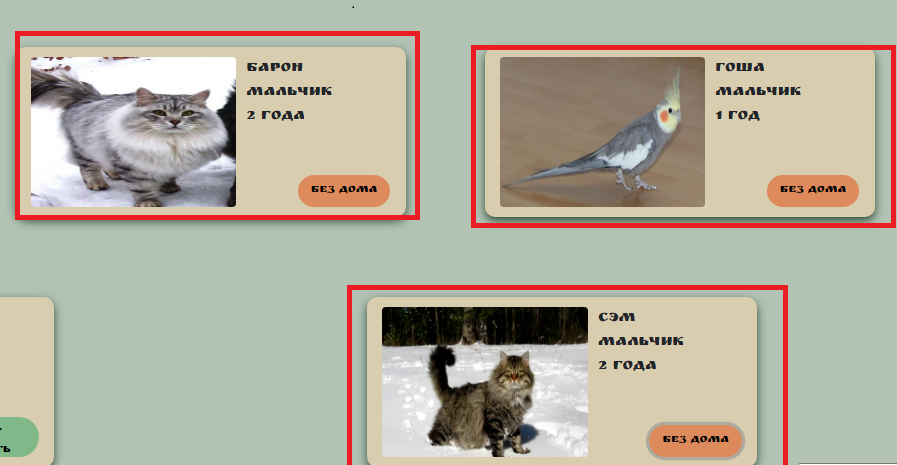 БАРОН
МАЛЬЧИК
2 ГОДА
БЕЗ ДОМА
ГОША
МАЛЬЧИК
1 ГОД
БЕЗ ДОМА
СЭМ
МАЛЬЧИК
2 ГОДА
БЕЗ ДОМА